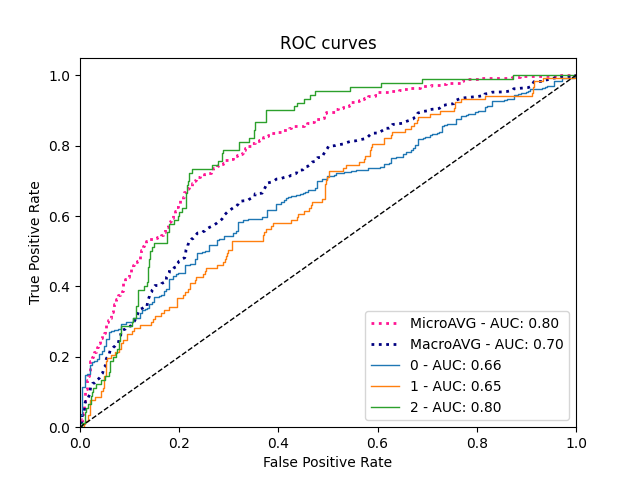 ROC curves
True Positive Rate
1.0
0.8
0.6
0.4
0.2
0.0
MicroAVG - AUC: 0.80
MacroAVG - AUC: 0.70
0 - AUC: 0.66
1 - AUC: 0.65
2 - AUC: 0.80
0.0 0.2 0.4 0.6 0.8 1.0
False Positive Rate